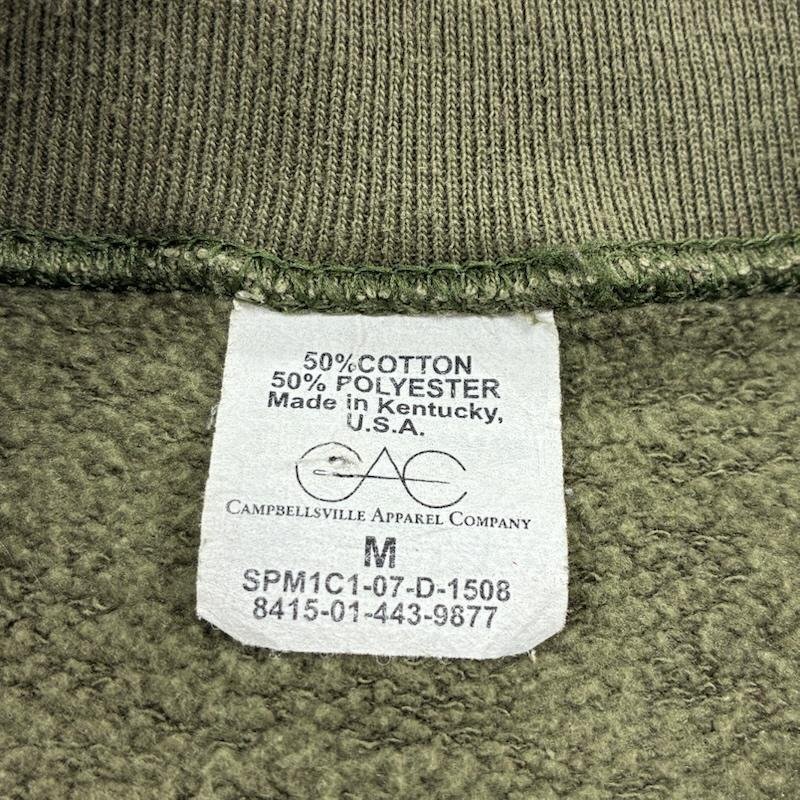 50%COTTON
50% POLYESTER
Made in Kentucky,
U.S.A.
CAC
CAMPBELLSVILLE APPAREL COMPANY
M
SPM1C1-07-D-1508
8415-01-443-9877